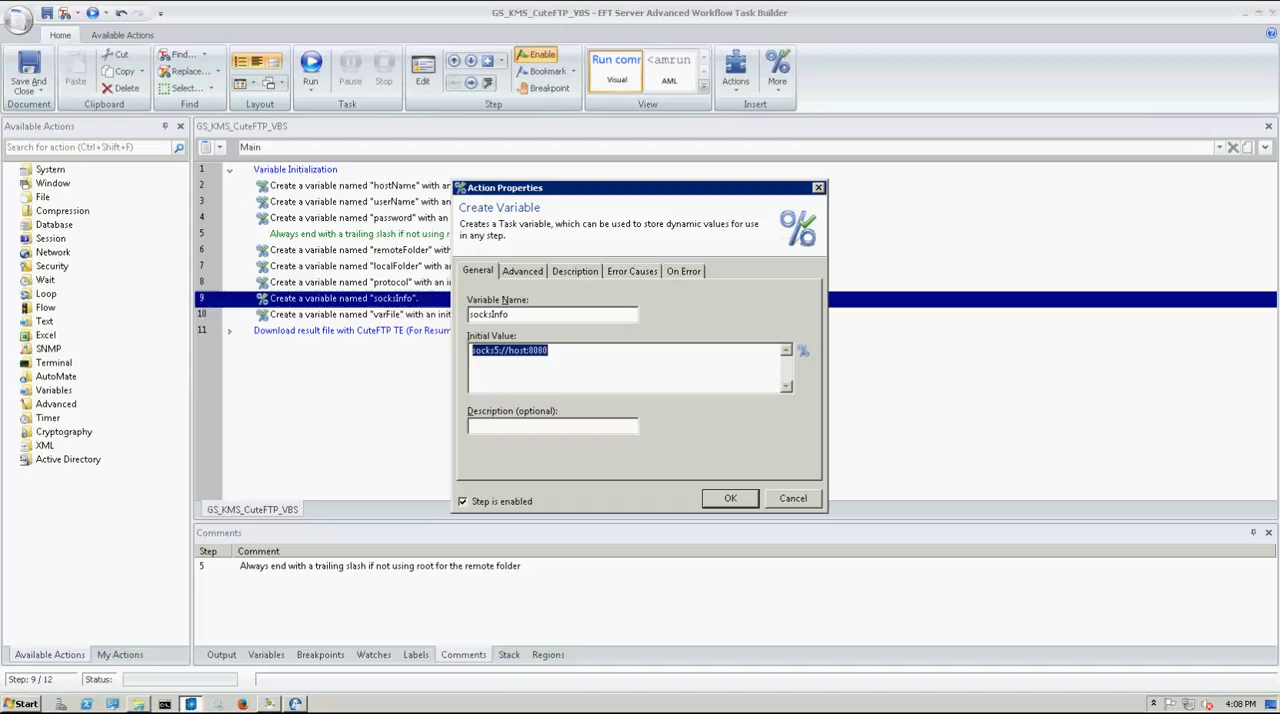 GS_KMS_CuteFTP_VBS - EFT Server Advanced Workflow Task Builder
Home
Available Actions
Save And
Close
Document
Paste
Cut
Copy
Delete
Clipboard
Find...
Replace...
Select...
Find
Layout
Run
Pause
Stop
Task
Edit
Enable
Bookmark
Breakpoint
Step
Run comr
Visual
<amrun
AML
View
Actions
More
Insert
Available Actions
Search for action (Ctrl+Shift+F)
System
Window
File
Compression
Database
Session
Network
Security
Wait
Loop
Flow
Text
Excel
SNMP
Terminal
AutoMate
Variables
Advanced
Timer
Cryptography
XML
Active Directory
Available Actions
My Actions
GS_KMS_CuteFTP_VBS
Main
1 Variable Initialization
2 Create a variable named "hostName" with an
3 Create a variable named "userName" with an
4 Create a variable named "password" with an
5 Always end with a trailing slash if not using r
6 Create a variable named "remoteFolder" with
7 Create a variable named "localFolder" with an
8 Create a variable named "protocol" with an
9 Create a variable named "socksInfo".
10 Create a variable named "varFile" with an init
11 Download result file with CuteFTP TE (For Resum
GS_KMS_CuteFTP_VBS
Action Properties
Create Variable
Creates a Task variable, which can be used to store dynamic values for use
in any step.
General
Advanced
Description
Error Causes
On Error
Variable Name:
socksInfo
Initial Value:
socks5://host:8080
Description (optional):
Step is enabled
OK
Cancel
Comments
Step Comment
5 Always end with a trailing slash if not using root for the remote folder
Output
Variables
Breakpoints
Watches
Labels
Comments
Stack
Regions
Step: 9 / 12
Status:
Start
4:08 PM